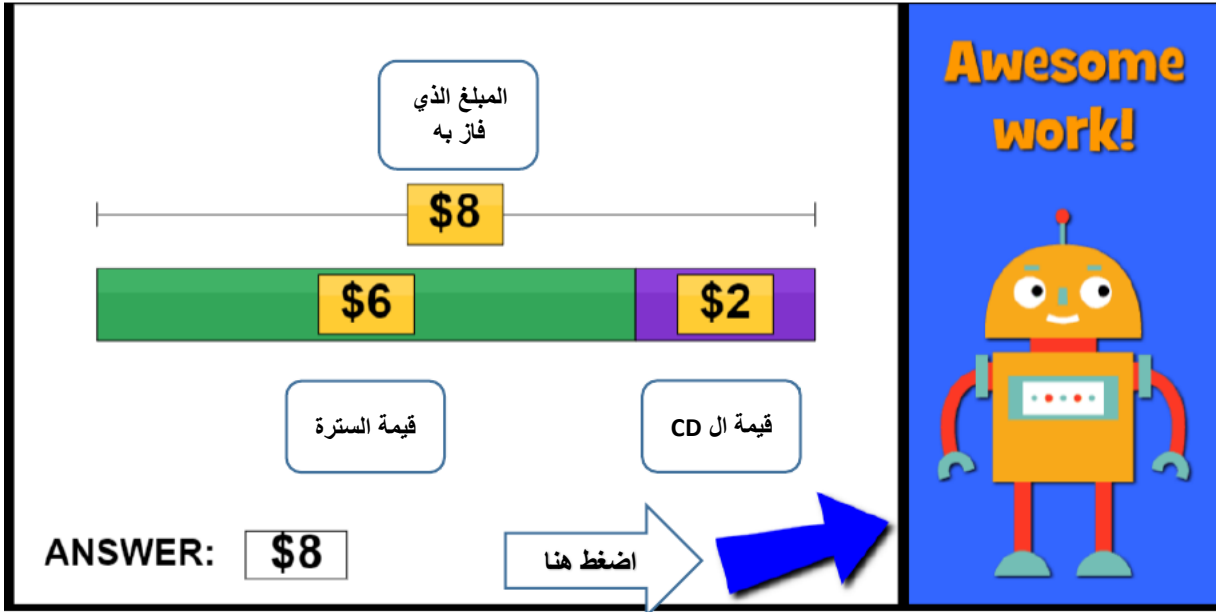 المبلغ الذي
فاز به
$8
$6
$2
قيمة السترة
قيمة ال CD
ANSWER: $8
اضغط هنا
Awesome
work!